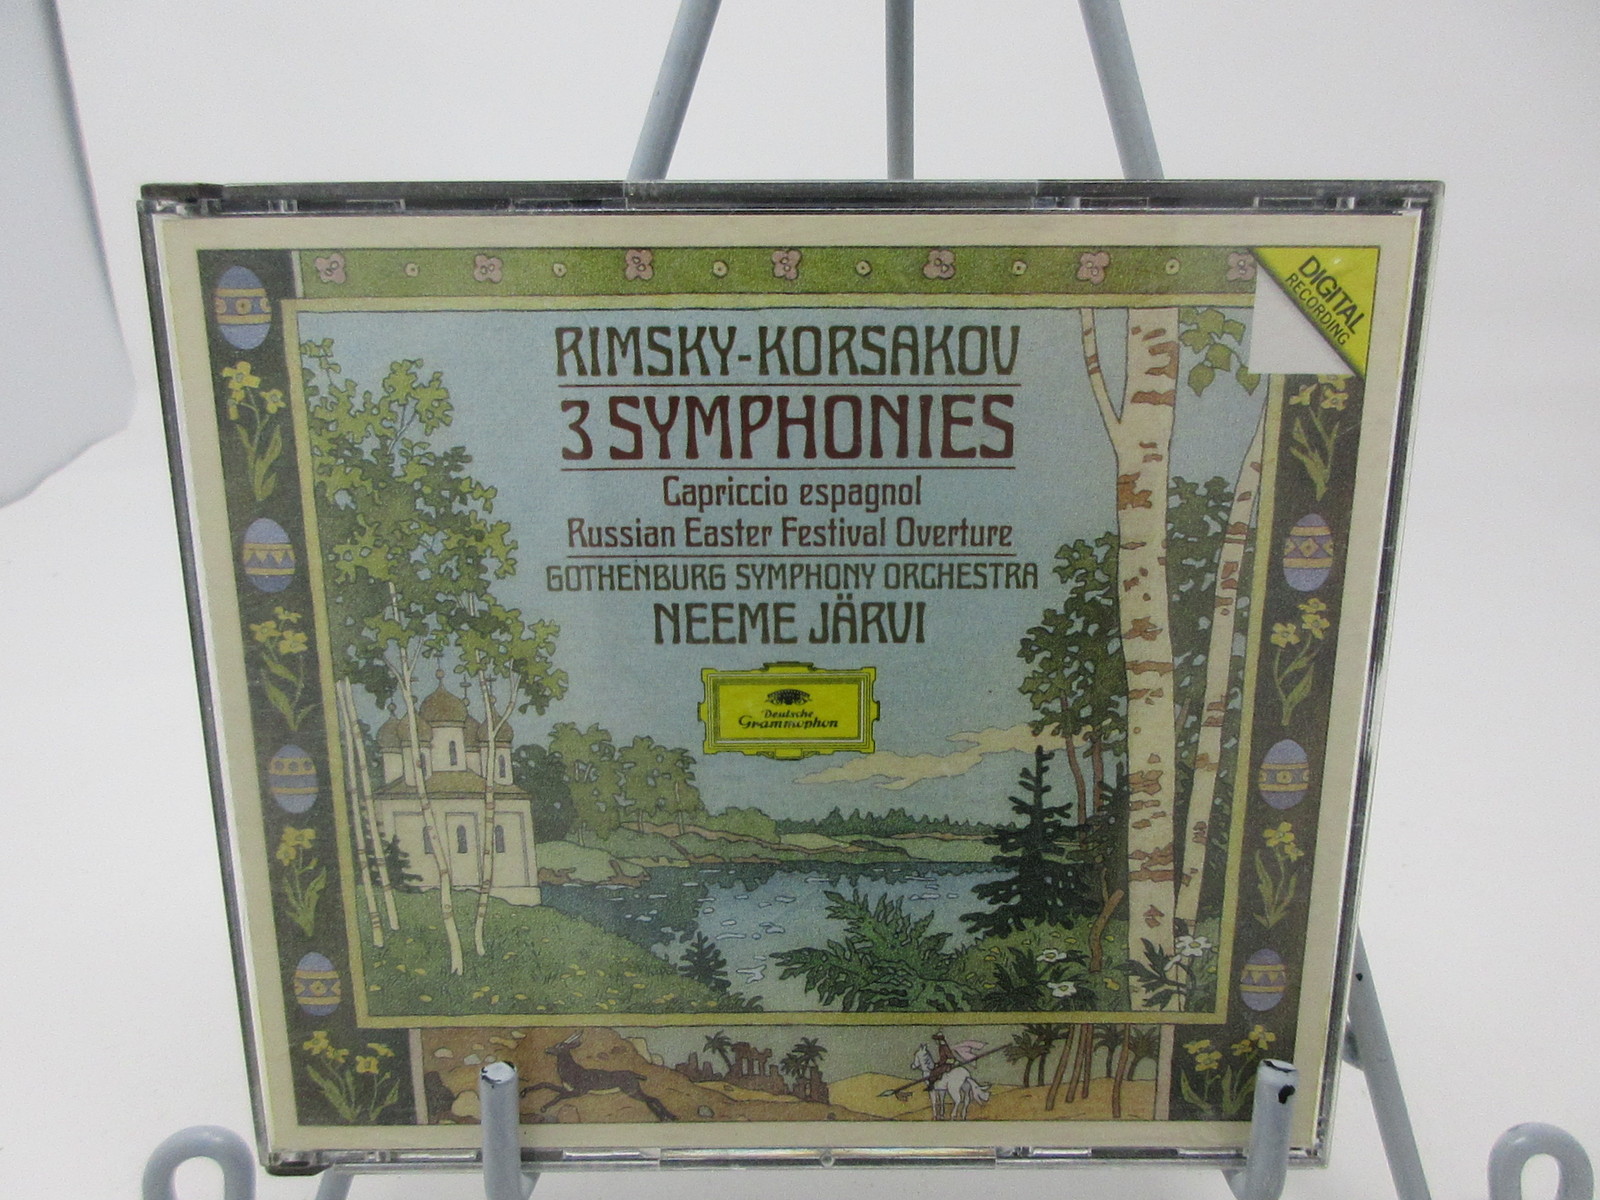 DIGITAL
RECORDING
RIMSKY-KORSAKOV
3 SYMPHONIES
Capriccio espagnol
Russian Easter Festival Overture
GOTHENBURG SYMPHONY ORCHESTRA
NEEME JÄRVI
Deutsche
Grammophon